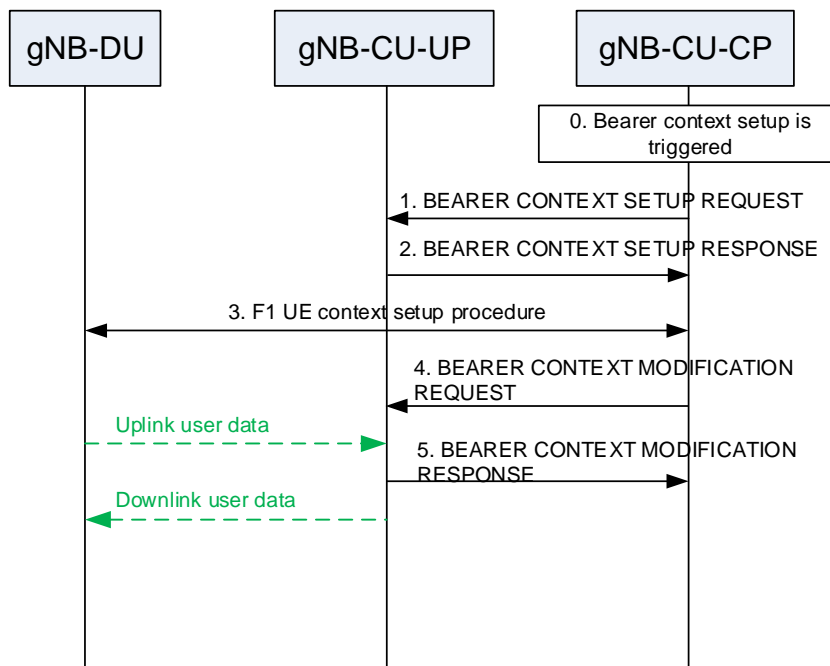 gNB-DU
gNB-CU-UP
gNB-CU-CP
0. Bearer context setup is
triggered
1. BEARER CONTEXT SETUP REQUEST
2. BEARER CONTEXT SETUP RESPONSE
3. F1 UE context setup procedure
4. BEARER CONTEXT MODIFICATION
REQUEST
Uplink user data
5. BEARER CONTEXT MODIFICATION
RESPONSE
Downlink user data